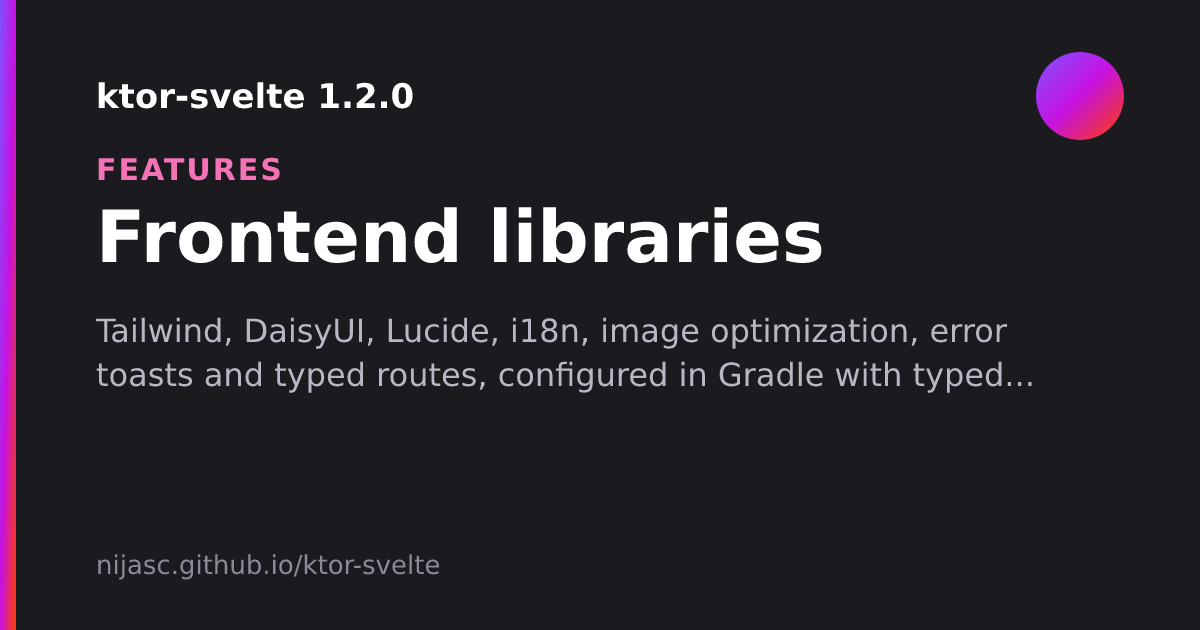 ktor-svelte 1.2.0
FEATURES
Frontend libraries
Tailwind, DaisyUI, Lucide, i18n, image optimization, error
toasts and typed routes, configured in Gradle with typed...
nijasc.github.io/ktor-svelte